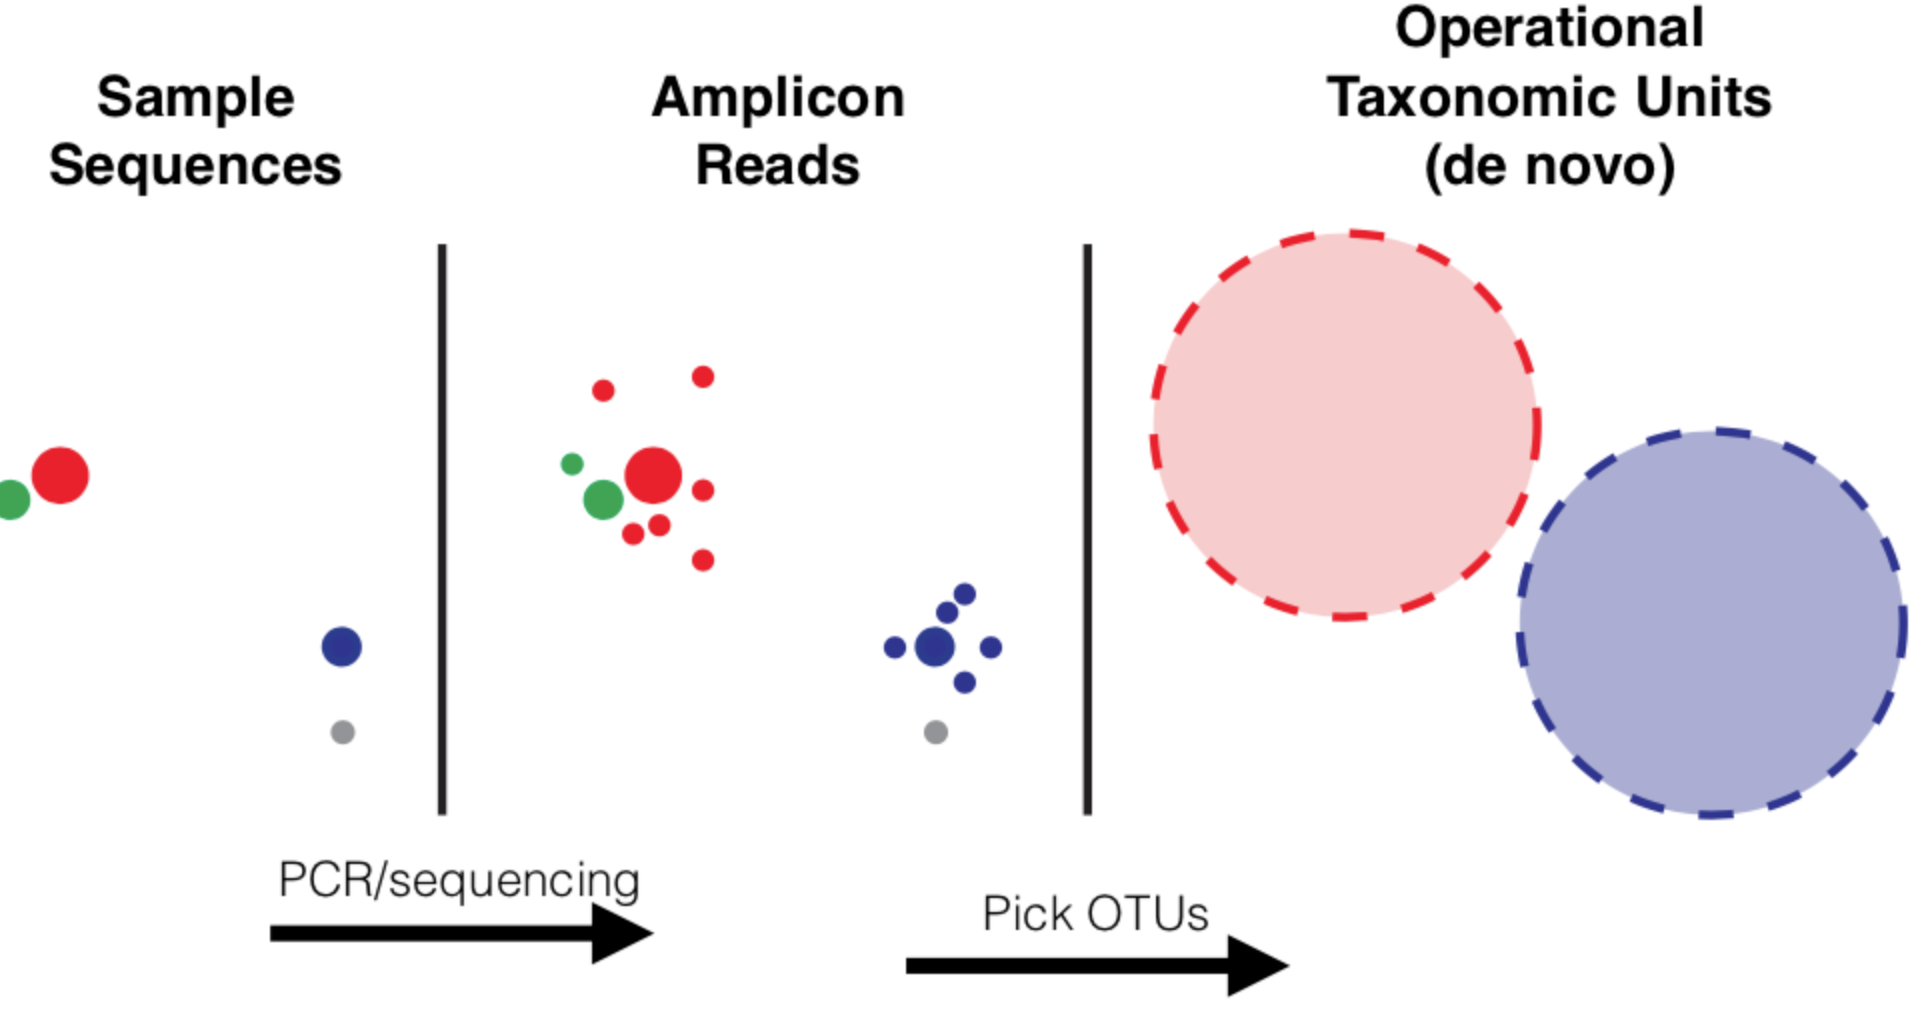 Sample
Sequences
Amplicon
Reads
Operational
Taxonomic Units
(de novo)
PCR/sequencing
Pick OTUs